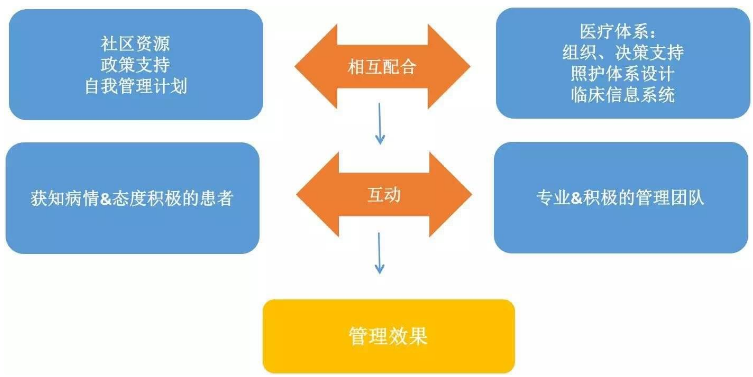 社区资源
政策支持
自我管理计划
相互配合
医疗体系：
组织、决策支持
照护体系设计
临床信息系统
获知病情&态度积极的患者
互动
专业&积极的管理团队
管理效果